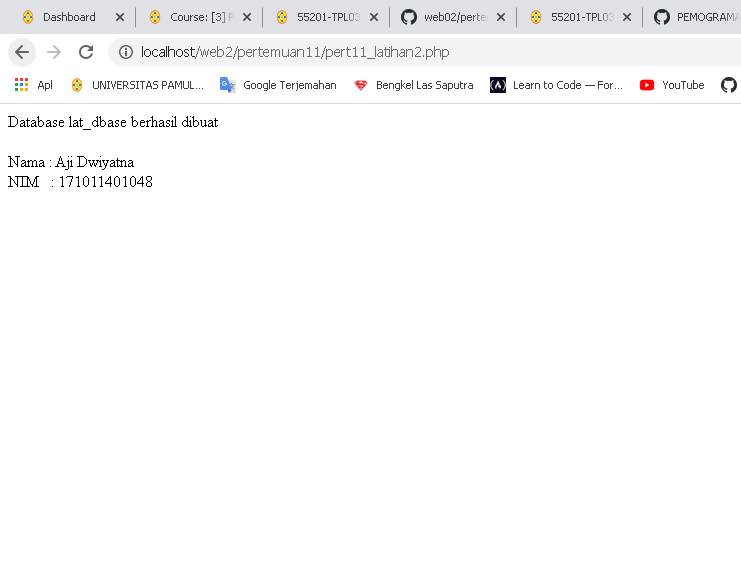 Dashboard
Course: [3] P
55201-TPL03
web02/perte
55201-TPL03
PEMOGRAMA
localhost/web2/pertemuan11/pert11_latihan2.php
Apl
UNIVERSITAS PAMUL...
Google Terjemahan
Bengkel Las Saputra
Learn to Code — For...
YouTube
Database lat_dbase berhasil dibuat
Nama : Aji Dwiyatna
NIM : 171011401048